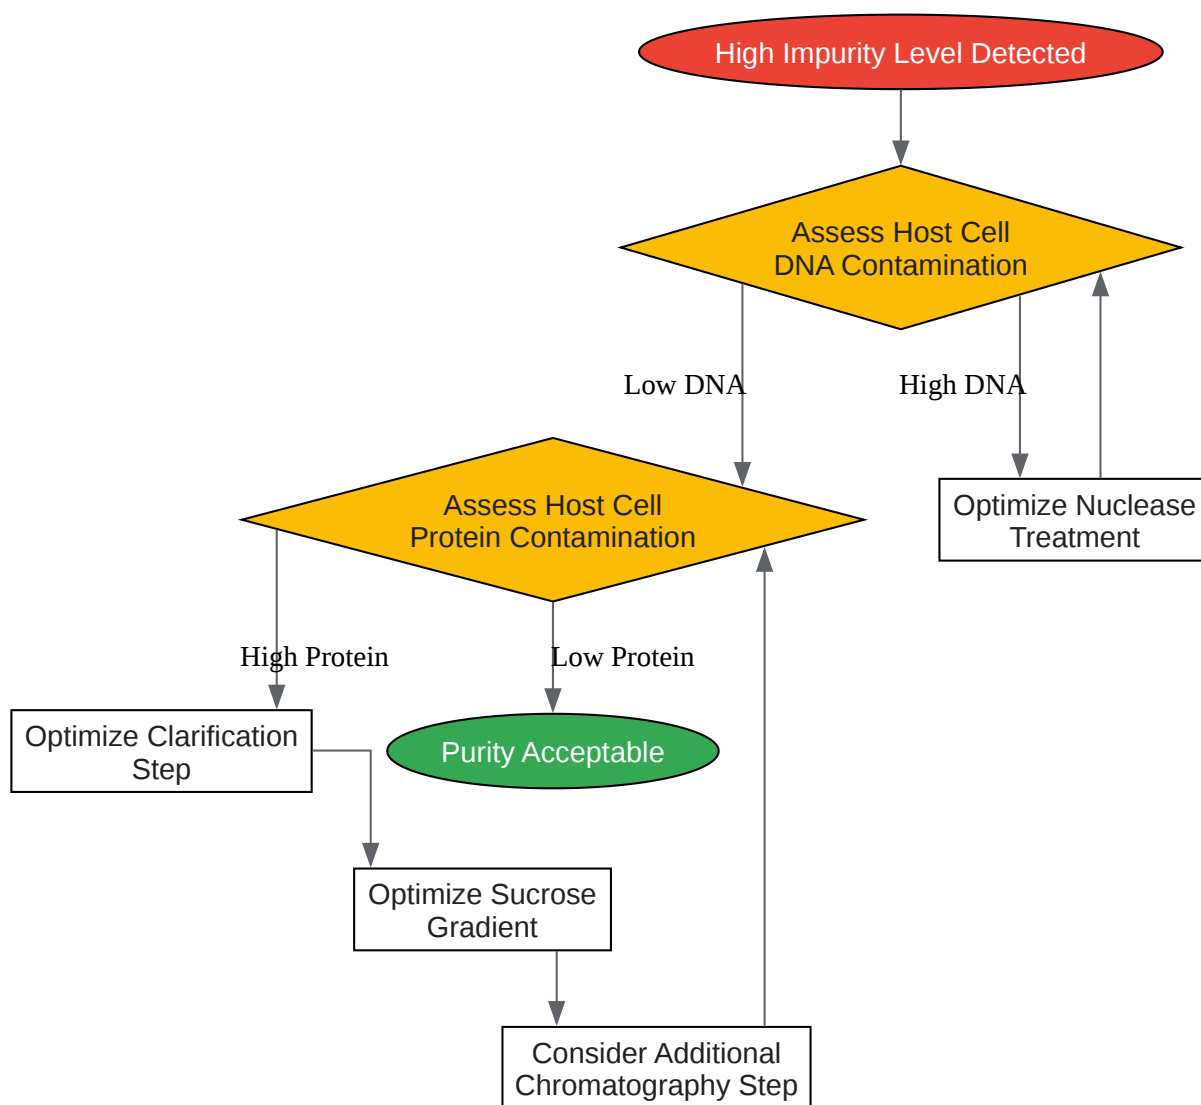 High Impurity Level Detected
Assess Host Cell
DNA Contamination
Low DNA
High DNA
Assess Host Cell
Protein Contamination
Optimize Nuclease
Treatment
High Protein
Low Protein
Optimize Clarification
Step
Purity Acceptable
Optimize Sucrose
Gradient
Consider Additional
Chromatography Step